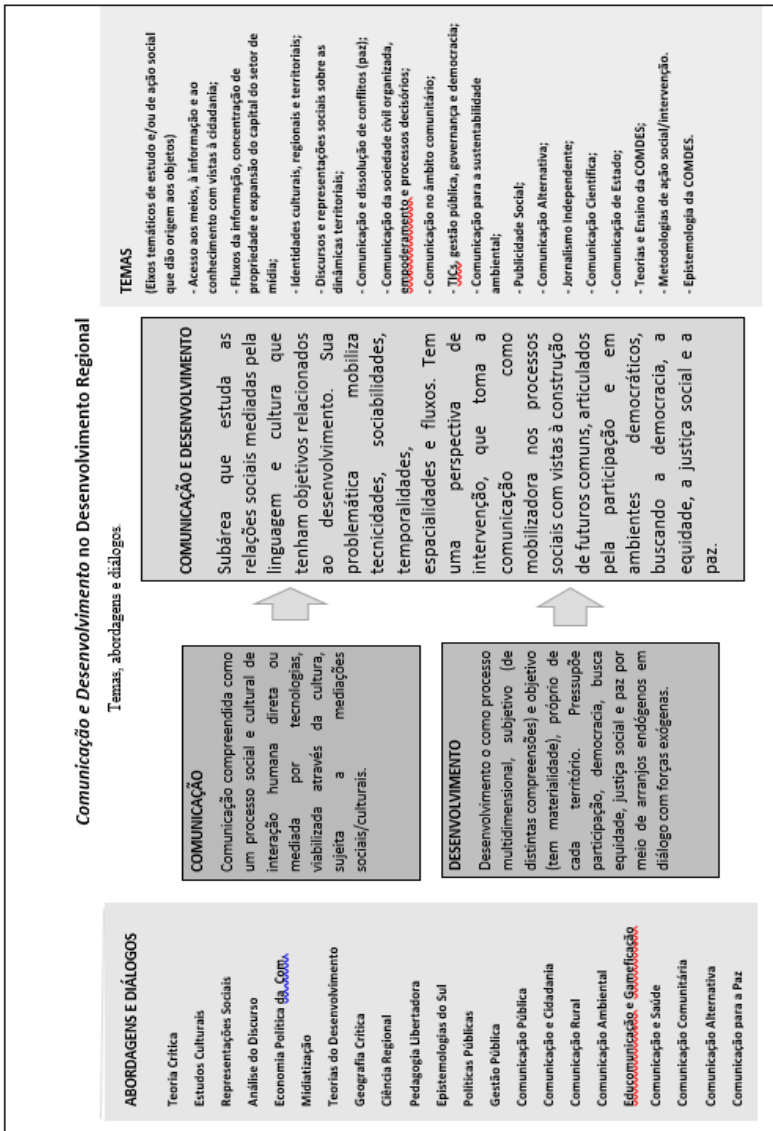 Comunicação e Desenvolvimento no Desenvolvimento Regional
Temas, abordagens e diálogos.
ABORDAGENS E DIÁLOGOS
Teoria Crítica
Estudos Culturais
Representações Sociais
Análise do Discurso
Economia Política da Com.
Midiatização
Teorias do Desenvolvimento
Geografia Crítica
Ciência Regional
Pedagogia Libertadora
Epistemologias do Sul
Políticas Públicas
Gestão Pública
Comunicação Pública
Comunicação e Cidadania
Comunicação Rural
Comunicação Ambiental
Educomunicação e Gameficação
Comunicação e Saúde
Comunicação Comunitária
Comunicação Alternativa
Comunicação para a Paz
COMUNICAÇÃO
Comunicação compreendida como
um processo social e cultural de
interação humana direta ou
mediada por tecnologias,
viabilizada através da cultura,
sujeita a mediações
sociais/culturais.
DESENVOLVIMENTO
Desenvolvimento o como processo
multidimensional, subjetivo (de
distintas compreensões) e objetivo
(tem materialidade), próprio de
cada território. Pressupõe
participação, democracia, busca
equidade, justiça social e paz por
meio de arranjos endógenos em
diálogo com forças exógenas.
COMUNICAÇÃO E DESENVOLVIMENTO
Subárea que estuda as
relações sociais mediadas pela
linguagem e cultura que
tenham objetivos relacionados
ao desenvolvimento. Sua
problemática mobiliza
tecnicidades, sociabilidades,
temporalidades,
espacialidades e fluxos. Tem
uma perspectiva de
intervenção, que toma a
comunicação como
mobilizadora nos processos
sociais com vistas à construção
de futuros comuns, articulados
pela participação e em
ambientes democráticos,
buscando a democracia, a
equidade, a justiça social e a
paz.
TEMAS
(Eixos temáticos de estudo e/ou de ação social
que dão origem aos objetos)
- Acesso aos meios, à informação e ao
conhecimento com vistas à cidadania;
- Fluxos da informação, concentração de
propriedade e expansão do capital do setor de
mídia;
- Identidades culturais, regionais e territoriais;
- Discursos e representações sociais sobre as
dinâmicas territoriais;
- Comunicação e dissolução de conflitos (paz);
- Comunicação da sociedade civil organizada,
empoderamento e processos decisórios;
- Comunicação no âmbito comunitário;
- TICs, gestão pública, governança e democracia;
- Comunicação para a sustentabilidade
ambiental;
- Publicidade Social;
- Comunicação Alternativa;
- Jornalismo Independente;
- Comunicação Científica;
- Comunicação de Estado;
- Teorias e Ensino da COMDES;
- Metodologias de ação social/intervenção.
- Epistemologia da COMDES.